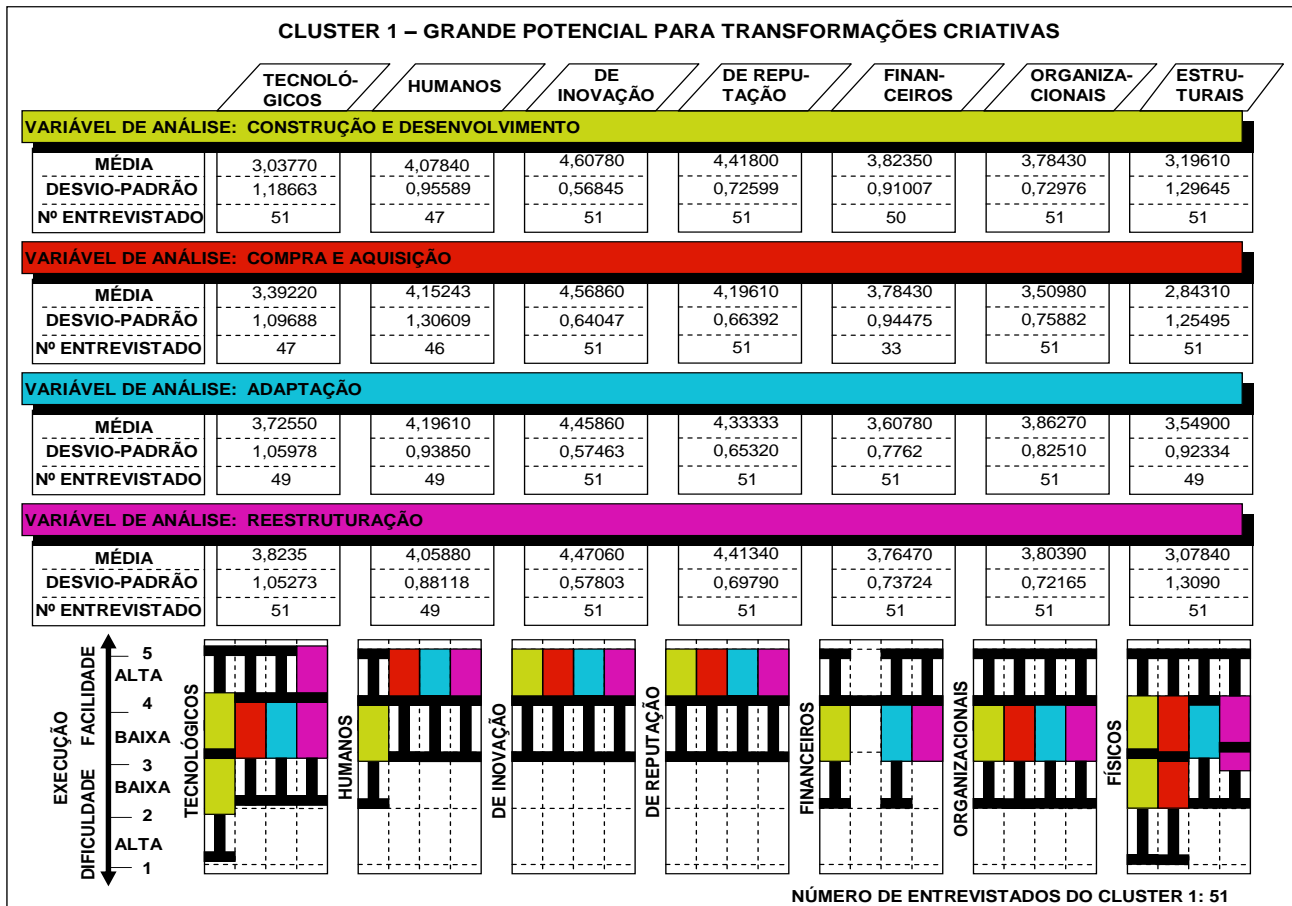 CLUSTER 1 – GRANDE POTENCIAL PARA TRANSFORMAÇÕES CRIATIVAS
TECNOLÓ-
GICOS
HUMANOS
DE
INOVAÇÃO
DE REPU-
TAÇÃO
FINAN-
CEIROS
ORGANIZA-
CIONAIS
ESTRU-
TURAIS
VARIÁVEL DE ANÁLISE: CONSTRUÇÃO E DESENVOLVIMENTO
MÉDIA 3,03770 4,07840 4,60780 4,41800 3,82350 3,78430 3,19610
DESVIO-PADRÃO 1,18663 0,95589 0,56845 0,72599 0,91007 0,72976 1,29645
Nº ENTREVISTADO 51 47 51 51 50 51 51
VARIÁVEL DE ANÁLISE: COMPRA E AQUISIÇÃO
MÉDIA 3,39220 4,15243 4,56860 4,19610 3,78430 3,50980 2,84310
DESVIO-PADRÃO 1,09688 1,30609 0,64047 0,66392 0,94475 0,75882 1,25495
Nº ENTREVISTADO 47 46 51 51 33 51 51
VARIÁVEL DE ANÁLISE: ADAPTAÇÃO
MÉDIA 3,72550 4,19610 4,45860 4,33333 3,60780 3,86270 3,54900
DESVIO-PADRÃO 1,05978 0,93850 0,57463 0,65320 0,7762 0,82510 0,92334
Nº ENTREVISTADO 49 49 51 51 51 51 49
VARIÁVEL DE ANÁLISE: REESTRUTURAÇÃO
MÉDIA 3,8235 4,05880 4,47060 4,41340 3,76470 3,80390 3,07840
DESVIO-PADRÃO 1,05273 0,88118 0,57803 0,69790 0,73724 0,72165 1,3090
Nº ENTREVISTADO 51 49 51 51 51 51 51
EXECUÇÃO
DIFICULDADE FACILIDADE
5
ALTA
4
BAIXA
3
BAIXA
2
ALTA
1
TECNOLÓGICOS
HUMANOS
DE INOVAÇÃO
DE REPUTAÇÃO
FINANCEIROS
ORGANIZACIONAIS
FÍSICOS
NÚMERO DE ENTREVISTADOS DO CLUSTER 1: 51